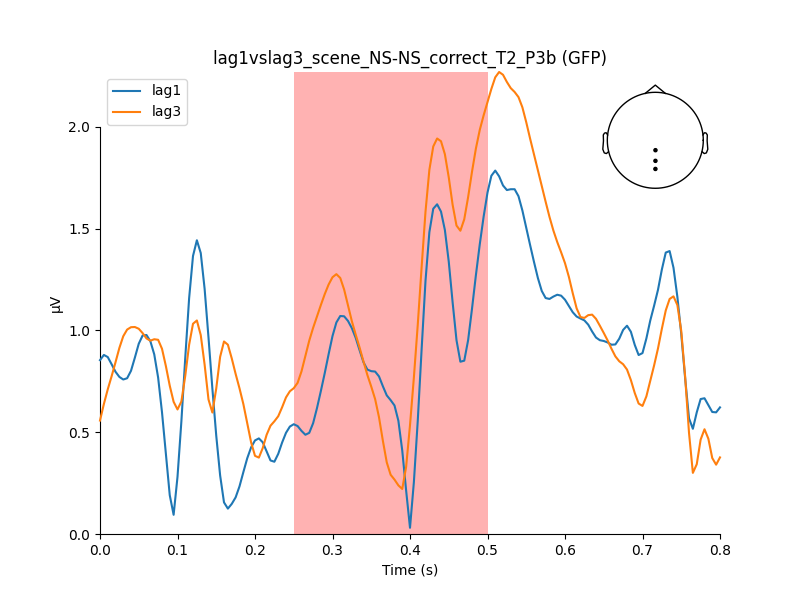 lag1vslag3_scene_NS-NS_correct_T2_P3b (GFP)
lag1
lag3
2.0
1.5
1.0
0.5
0.0
µV
0.0 0.1 0.2 0.3 0.4 0.5 0.6 0.7 0.8
Time (s)